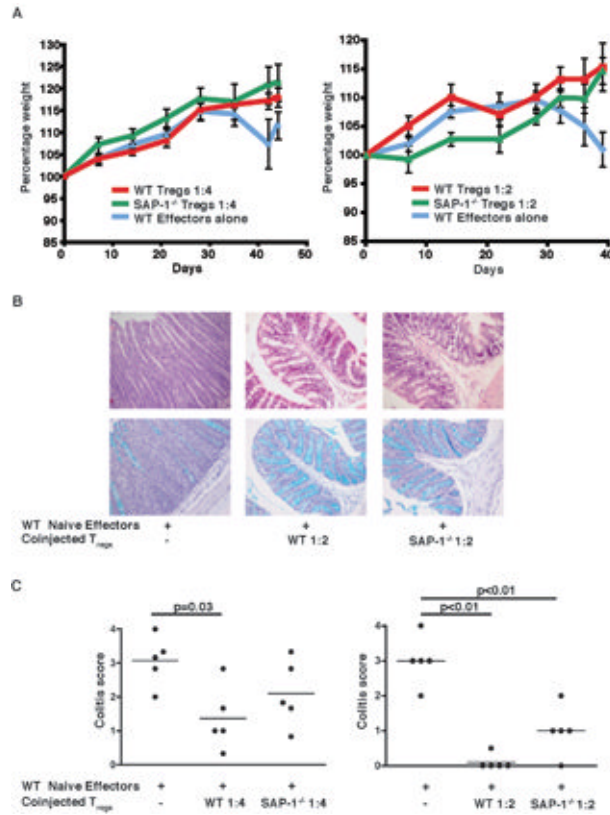 A
Percentage weight
120
115
110
105
100
95
90
85
WT Tregs 1:4
SAP-1-/- Tregs 1:4
WT Effectors alone
0 10 20 30 40 50
Days
Percentage weight
120
115
110
105
100
95
90
85
WT Tregs 1:2
SAP-1-/- Tregs 1:2
WT Effectors alone
0 10 20 30 40
Days
B
WT Naive Effectors + + +
Coinjected Tregs - WT 1:2 SAP-1-/- 1:2
C
p=0.03
Colitis score
4
3
2
1
0
WT Naive Effectors + + +
Coinjected Tregs - WT 1:4 SAP-1-/- 1:4
p<0.01
p<0.01
Colitis score
4
3
2
1
0
+ + +
- WT 1:2 SAP-1-/- 1:2